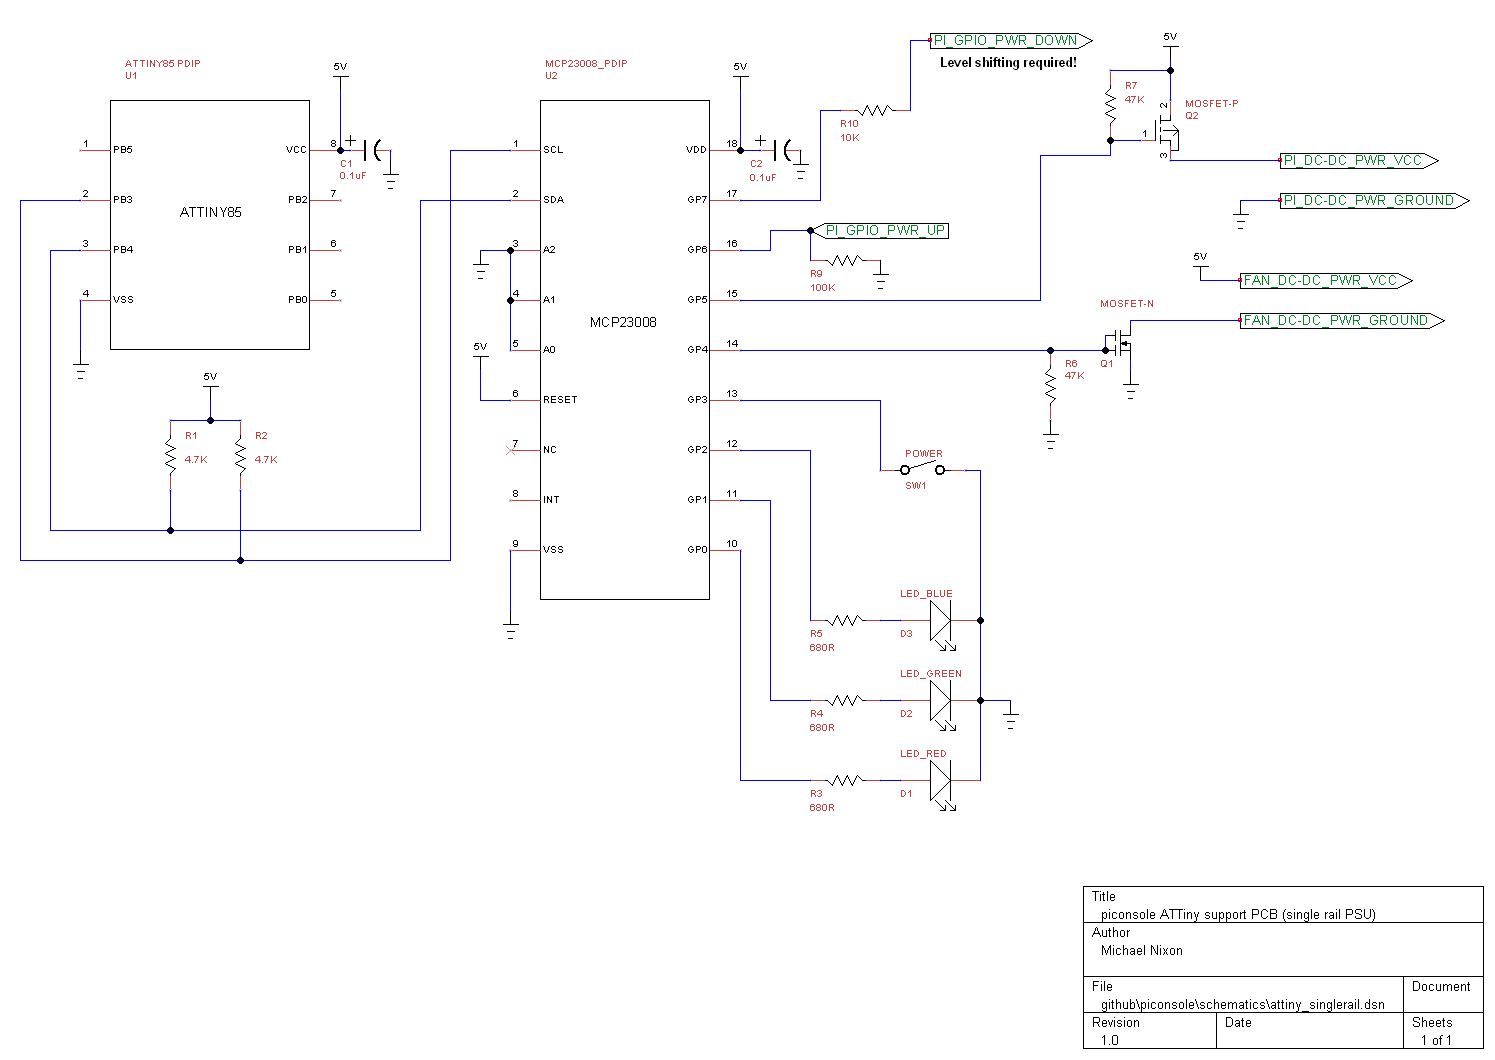 ATTINY85 PDIP
U1
5V
1
PB5
VCC
8
+
C1
0.1uF
2
PB3
PB2
7
ATTINY85
3
PB4
PB1
6
4
VSS
PB0
5
5V
R1
4.7K
R2
4.7K
MCP23008_PDIP
U2
5V
1
SCL
VDD
18
+
C2
0.1uF
2
SDA
GP7
17
3
A2
GP6
16
4
A1
GP5
15
MCP23008
5V
5
A0
GP4
14
6
RESET
GP3
13
7
NC
GP2
12
8
INT
GP1
11
9
VSS
GP0
10
PI_GPIO_PWR_DOWN
Level shifting required!
R10
10K
PI_GPIO_PWR_UP
R9
100K
5V
R7
47K
MOSFET-P
Q2
2
1
3
PI_DC-DC_PWR_VCC
PI_DC-DC_PWR_GROUND
5V
FAN_DC-DC_PWR_VCC
MOSFET-N
FAN_DC-DC_PWR_GROUND
Q1
R6
47K
POWER
SW1
LED_BLUE
R5
680R
D3
LED_GREEN
R4
680R
D2
LED_RED
R3
680R
D1
Title
piconsole ATTiny support PCB (single rail PSU)
Author
Michael Nixon
File
github\piconsole\schematics\attiny_singlerail.dsn
Document
Revision
1.0
Date
Sheets
1 of 1